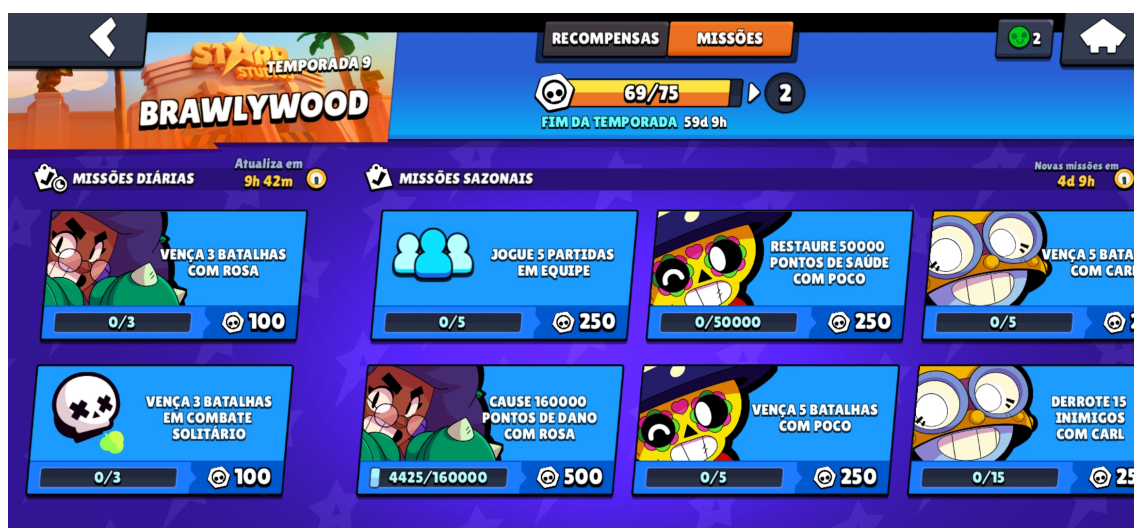 RECOMPENSAS
MISSÕES
2
STARR
STUDIOS
TEMPORADA 9
BRAWLYWOOD
69/75
2
FIM DA TEMPORADA 59d 9h
MISSÕES DIÁRIAS
Atualiza em
9h 42m
MISSÕES SAZONAIS
Novas missões em
4d 9h
VENÇA 3 BATALHAS
COM ROSA
0/3
100
JOGUE 5 PARTIDAS
EM EQUIPE
0/5
250
RESTAURE 50000
PONTOS DE SAÚDE
COM POCO
0/50000
250
VENÇA 5 BATA
COM CARL
0/5
2
VENÇA 3 BATALHAS
EM COMBATE
SOLITÁRIO
0/3
100
CAUSE 160000
PONTOS DE DANO
COM ROSA
4425/160000
500
VENÇA 5 BATALHAS
COM POCO
0/5
250
DERROTE 15
INIMIGOS
COM CARL
0/15
25